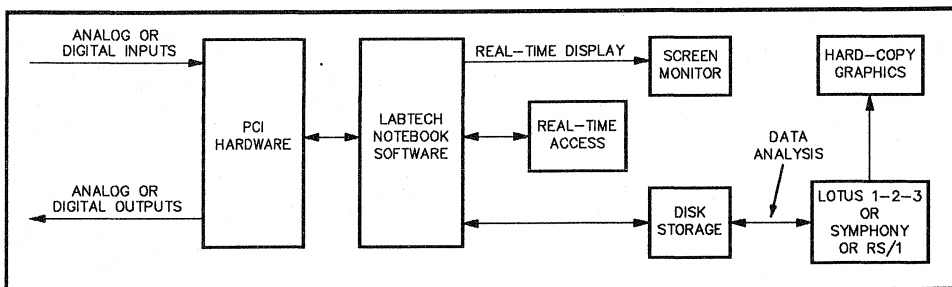 ANALOG OR
DIGITAL INPUTS
PCI
HARDWARE
ANALOG OR
DIGITAL OUTPUTS
LABTECH
NOTEBOOK
SOFTWARE
REAL-TIME DISPLAY
SCREEN
MONITOR
REAL-TIME
ACCESS
DISK
STORAGE
DATA
ANALYSIS
HARD-COPY
GRAPHICS
LOTUS 1-2-3
OR
SYMPHONY
OR RS/1